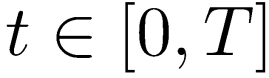 t ∈ [0, T]